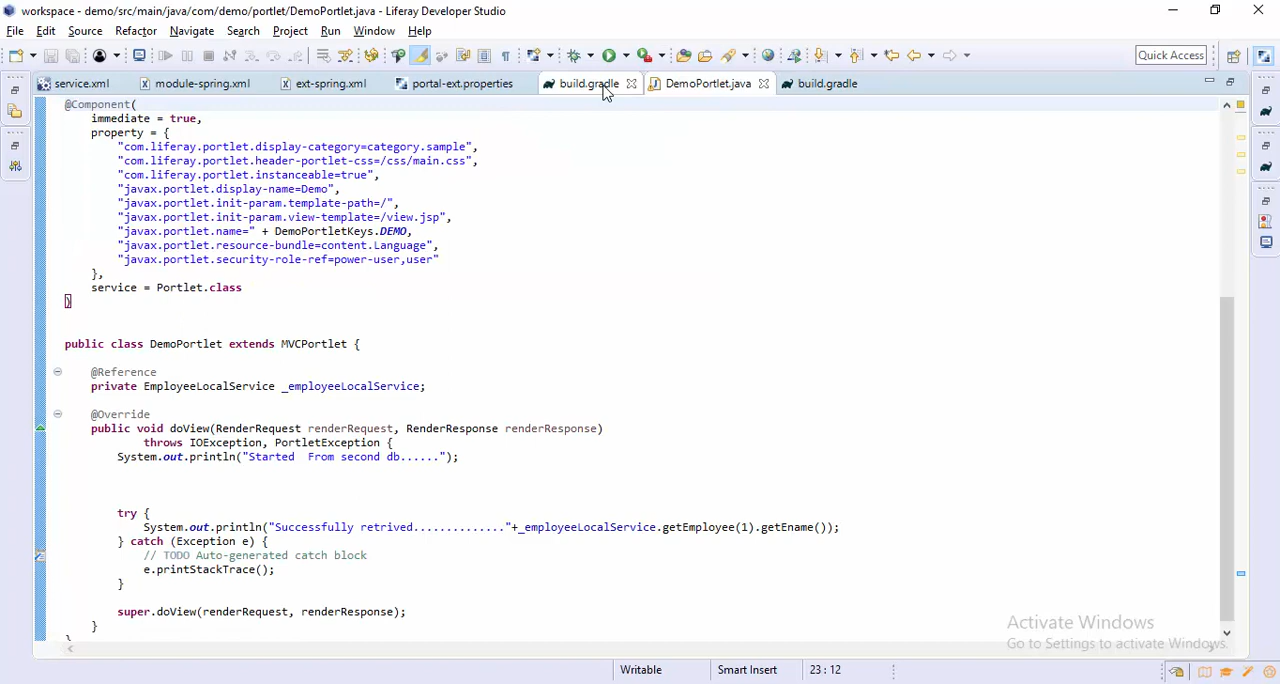 workspace - demo/src/main/java/com/demo/portlet/DemoPortlet.java - Liferay Developer Studio
File Edit Source Refactor Navigate Search Project Run Window Help
Quick Access
service.xml module-spring.xml ext-spring.xml portal-ext.properties build.gradle DemoPortlet.java build.gradle
@Component(
immediate = true,
property = {
"com.liferay.portlet.display-category=category.sample",
"com.liferay.portlet.header-portlet-css=/css/main.css",
"com.liferay.portlet.instanceable=true",
"javax.portlet.display-name=Demo",
"javax.portlet.init-param.template-path=/",
"javax.portlet.init-param.view-template=/view.jsp",
"javax.portlet.name=" + DemoPortletKeys.DEMO,
"javax.portlet.resource-bundle=content.Language",
"javax.portlet.security-role-ref=power-user,user"
},
service = Portlet.class
)
public class DemoPortlet extends MVCPortlet {
@Reference
private EmployeeLocalService _employeeLocalService;
@Override
public void doView(RenderRequest renderRequest, RenderResponse renderResponse)
throws IOException, PortletException {
System.out.println("Started From second db......");
try {
System.out.println("Successfully retrived.............."+_employeeLocalService.getEmployee(1).getEname());
} catch (Exception e) {
// TODO Auto-generated catch block
e.printStackTrace();
}
super.doView(renderRequest, renderResponse);
}
}
Activate Windows
Go to Settings to activate Windows.
Writable Smart Insert 23 : 12